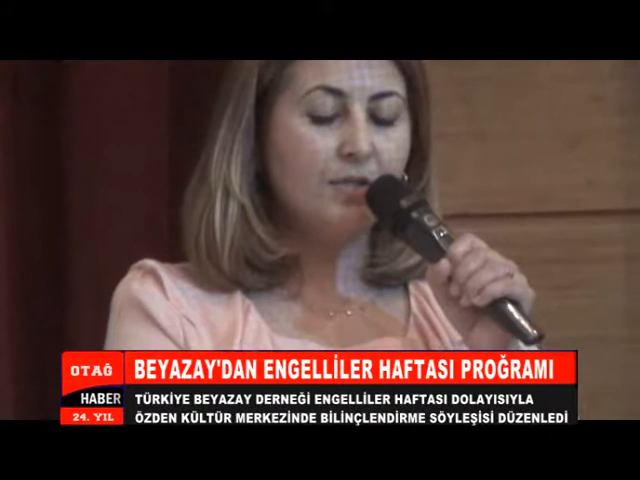 OTAĞ
HABER
24. YIL
BEYAZAY'DAN ENGELLİLER HAFTASI PROĞRAMI
TÜRKİYE BEYAZAY DERNEĞİ ENGELLİLER HAFTASI DOLAYISIYLA
ÖZDEN KÜLTÜR MERKEZİNDE BİLİNÇLENDİRME SÖYLEŞİSİ DÜZENLEDİ